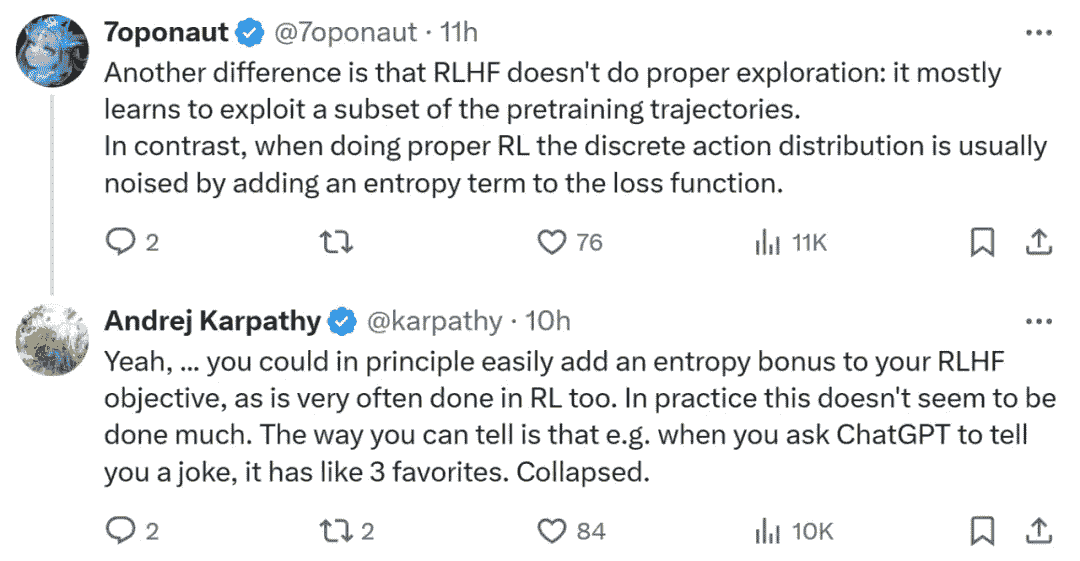 7oponaut @7oponaut · 11h
Another difference is that RLHF doesn't do proper exploration: it mostly
learns to exploit a subset of the pretraining trajectories.
In contrast, when doing proper RL the discrete action distribution is usually
noised by adding an entropy term to the loss function.
2 76 11K
Andrej Karpathy @karpathy · 10h
Yeah, ... you could in principle easily add an entropy bonus to your RLHF
objective, as is very often done in RL too. In practice this doesn't seem to be
done much. The way you can tell is that e.g. when you ask ChatGPT to tell
you a joke, it has like 3 favorites. Collapsed.
2 2 84 10K